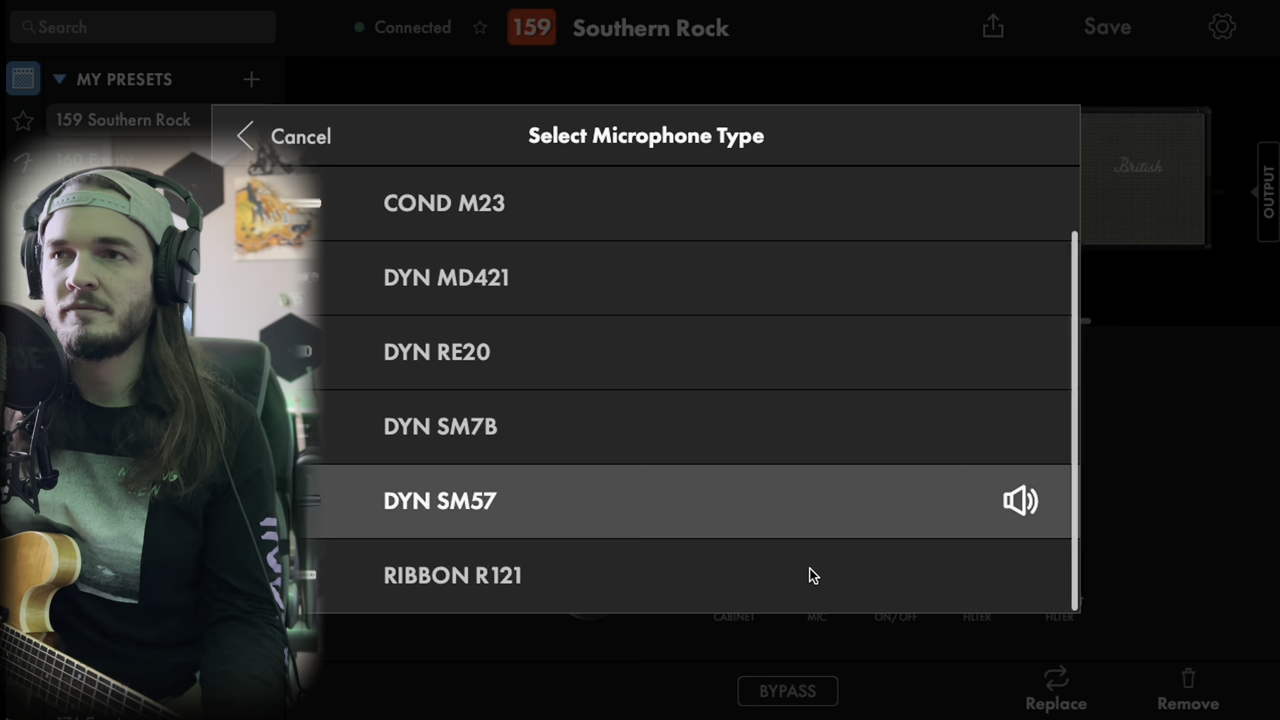 Search
Connected
159
Southern Rock
Save
MY PRESETS
159 Southern Rock
Cancel
Select Microphone Type
British
OUTPUT
COND M23
DYN MD421
DYN RE20
DYN SM7B
DYN SM57
RIBBON R121
CABINET
MIC
ON/OFF
FILTER
FILTER
BYPASS
Replace
Remove